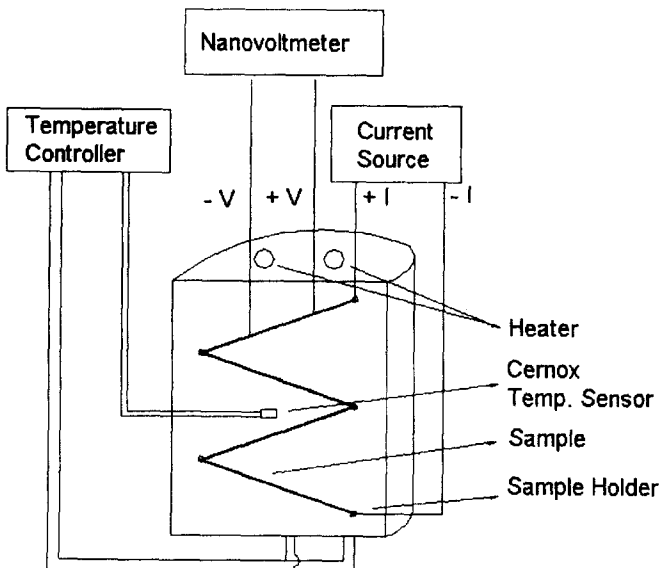 Nanovoltmeter
Temperature
Controller
Current
Source
- V
+ V
+ I
- I
Heater
Cernox
Temp. Sensor
Sample
Sample Holder